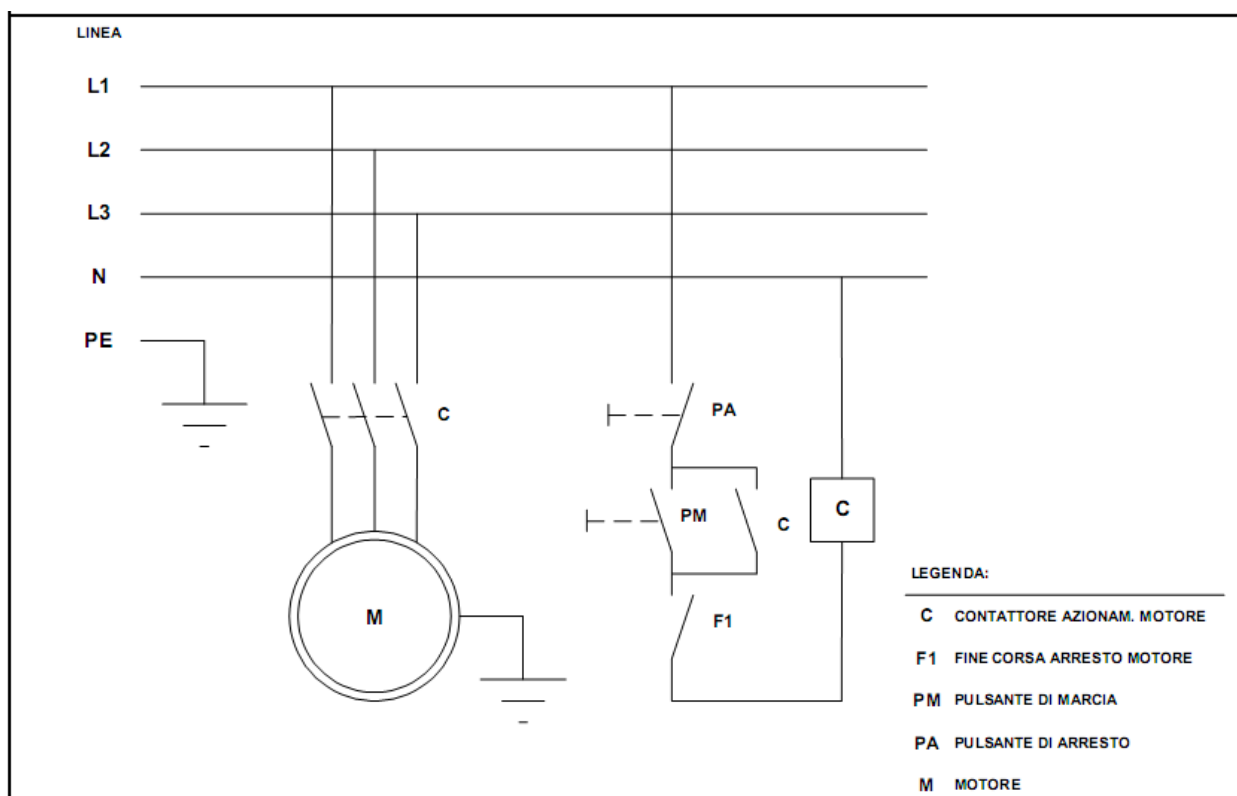 LINEA
L1
L2
L3
N
PE
C
PA
PM
C
C
F1
M
LEGENDA:
C CONTATTORE AZIONAM. MOTORE
F1 FINE CORSA ARRESTO MOTORE
PM PULSANTE DI MARCIA
PA PULSANTE DI ARRESTO
M MOTORE